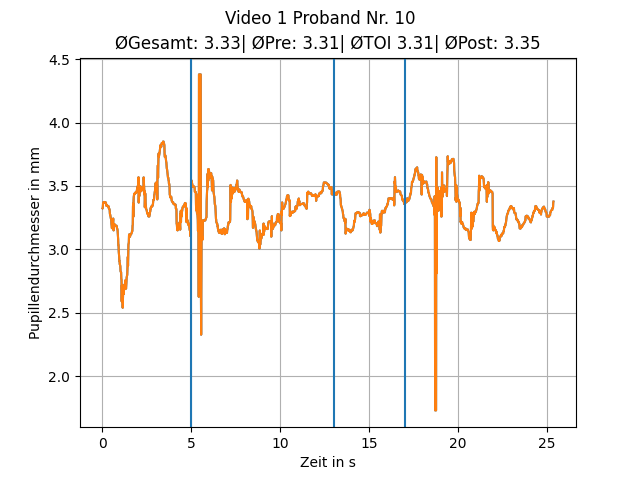 Video 1 Proband Nr. 10
ØGesamt: 3.33| ØPre: 3.31| ØTOI 3.31| ØPost: 3.35
4.5
4.0
3.5
3.0
2.5
2.0
Pupillendurchmesser in mm
0 5 10 15 20 25
Zeit in s